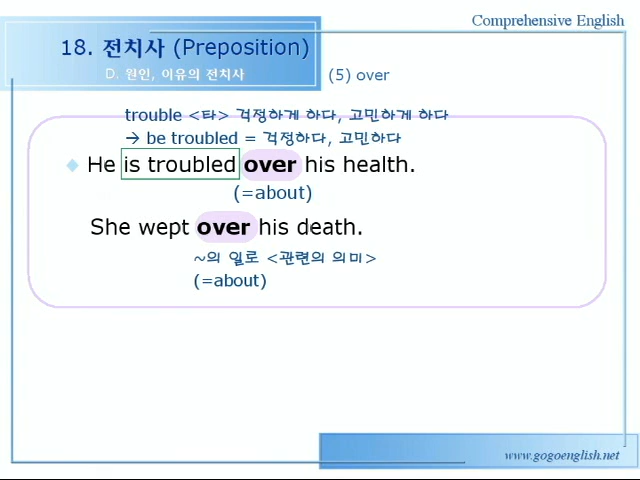 Comprehensive English
18. 전치사 (Preposition)
D. 원인, 이유의 전치사
(5) over
trouble <타> 걱정하게 하다, 고민하게 하다
→ be troubled = 걱정하다, 고민하다
He is troubled over his health.
(=about)
She wept over his death.
~의 일로 <관련의 의미>
(=about)
www.gogoenglish.net